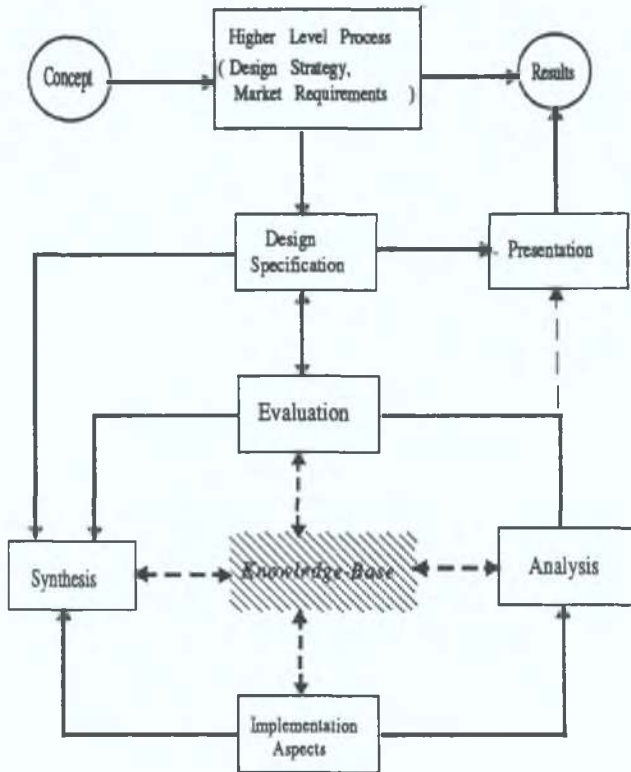 Concept
Higher Level Process
( Design Strategy,
Market Requirements )
Results
Design
Specification
Presentation
Evaluation
Synthesis
Knowledge-Base
Analysis
Implementation
Aspects